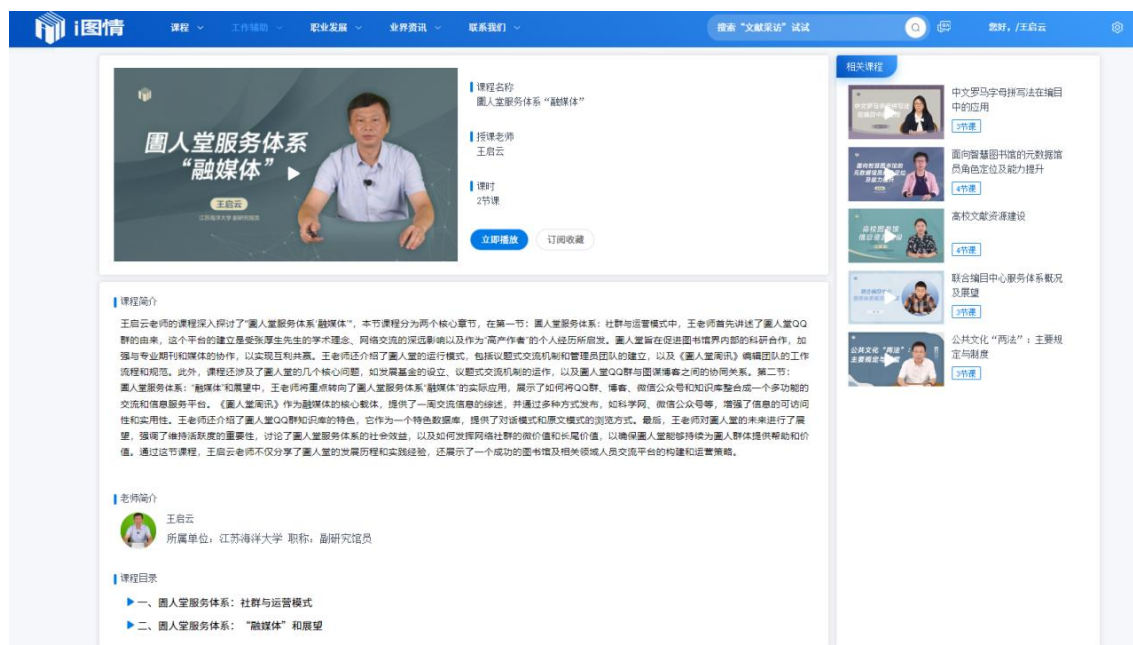 i图情
课程
工作辅助
职业发展
业界资讯
联系我们
搜索“文献采访”试试
您好，/王启云
圕人堂服务体系
“融媒体”
王启云
江苏海洋大学 副研究馆员
课程名称
圕人堂服务体系“融媒体”
授课老师
王启云
课时
2节课
立即播放
订阅收藏
课程简介
王启云老师的课程深入探讨了“圕人堂服务体系‘融媒体’”，本节课程分为两个核心章节，在第一节：圕人堂服务体系：社群与运营模式中，王老师首先讲述了圕人堂QQ
群的由来，这个平台的建立是受张厚生先生的学术理念、网络交流的深迅影响以及作为“高产作者”的个人经历所启发。圕人堂旨在促进图书馆界内部的科研合作，加
强与专业期刊和媒体的协作，以实现互利共赢。王老师还介绍了圕人堂的运行模式，包括议题式交流机制和管理员团队的建立，以及《圕人堂周讯》编辑团队的工作
流程和规范。此外，课程还涉及了圕人堂的几个核心问题，如发展基金的设立、议题式交流机制的运作，以及圕人堂QQ群与图谋博客之间的协同关系。第二节：
圕人堂服务体系：“融媒体”和展望中，王老师将重点转向了圕人堂服务体系“融媒体”的实际应用，展示了如何将QQ群、博客、微信公众号和知识库整合成一个多功能的
交流和信息服务平台。《圕人堂周讯》作为融媒体的核心载体，提供了一周交流信息的综述，并通过多种方式发布，如科学网、微信公众号等，增强了信息的可访问
性和实用性。王老师还介绍了圕人堂QQ群知识库的特色，它作为一个特色数据库，提供了对话模式和原文模式的浏览方式。最后，王老师对圕人堂的未来进行了展
望，强调了维持活跃度的重要性，讨论了圕人堂服务体系的社会效益，以及如何发挥网络社群的微价值和长尾价值，以确保圕人堂能够持续为圕人群体提供帮助和价
值。通过这节课程，王启云老师不仅分享了圕人堂的发展历程和实践经验，还展示了一个成功的图书馆及相关领域人员交流平台的构建和运营策略。
老师简介
王启云
所属单位：江苏海洋大学 职称：副研究馆员
课程目录
一、圕人堂服务体系：社群与运营模式
二、圕人堂服务体系：“融媒体”和展望
相关课程
中文罗马字母拼写法在编目
中的应用
3节课
面向智慧图书馆的元数据馆
员角色定位及能力提升
4节课
高校文献资源建设
4节课
联合编目中心服务体系概况
及展望
3节课
公共文化“两法”：主要规
定与制度
3节课